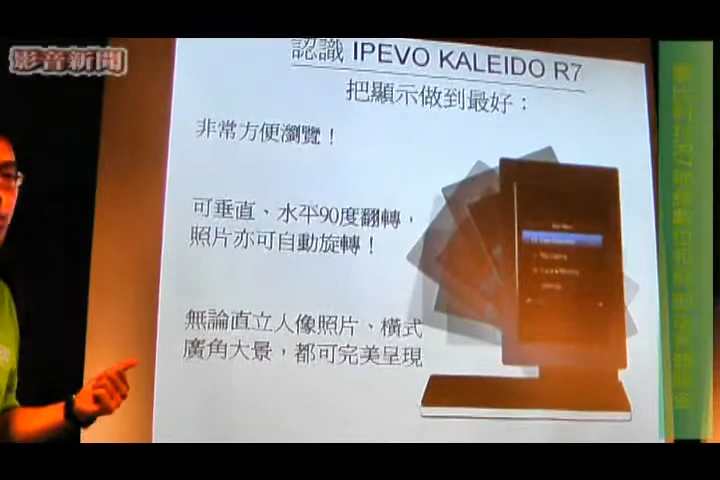 影音新聞
認識 IPEVO KALEIDO R7
把顯示做到最好：
非常方便瀏覽！
可垂直、水平90度翻轉，
照片亦可自動旋轉！
無論直立人像照片、橫式
廣角大景，都可完美呈現